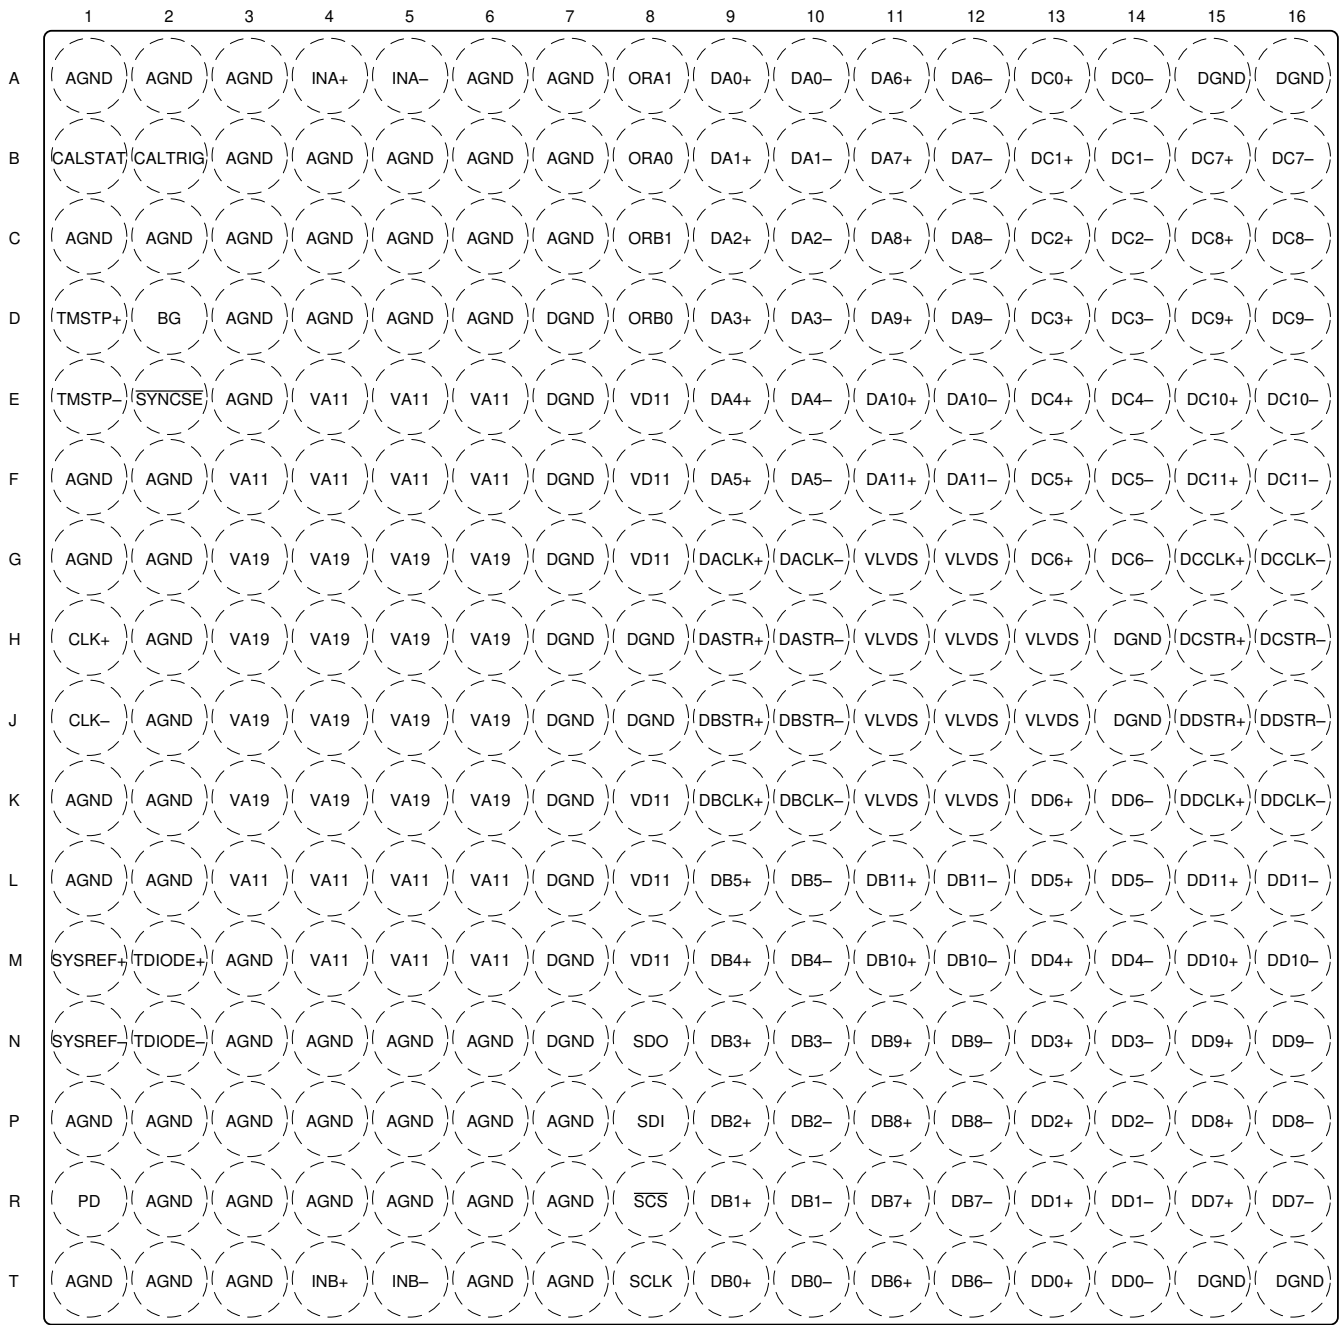 1 2 3 4 5 6 7 8 9 10 11 12 13 14 15 16
A AGND AGND AGND INA+ INA– AGND AGND ORA1 DA0+ DA0– DA6+ DA6– DC0+ DC0– DGND DGND
B CALSTAT CALTRIG AGND AGND AGND AGND AGND ORA0 DA1+ DA1– DA7+ DA7– DC1+ DC1– DC7+ DC7–
C AGND AGND AGND AGND AGND AGND AGND ORB1 DA2+ DA2– DA8+ DA8– DC2+ DC2– DC8+ DC8–
D TMSTP+ BG AGND AGND AGND AGND DGND ORB0 DA3+ DA3– DA9+ DA9– DC3+ DC3– DC9+ DC9–
E TMSTP– SYNCSE AGND VA11 VA11 VA11 DGND VD11 DA4+ DA4– DA10+ DA10– DC4+ DC4– DC10+ DC10–
F AGND AGND VA11 VA11 VA11 VA11 DGND VD11 DA5+ DA5– DA11+ DA11– DC5+ DC5– DC11+ DC11–
G AGND AGND VA19 VA19 VA19 VA19 DGND VD11 DACLK+ DACLK– VLVDS VLVDS DC6+ DC6– DCCLK+ DCCLK–
H CLK+ AGND VA19 VA19 VA19 VA19 DGND DGND DASTR+ DASTR– VLVDS VLVDS VLVDS DGND DCSTR+ DCSTR–
J CLK– AGND VA19 VA19 VA19 VA19 DGND DGND DBSTR+ DBSTR– VLVDS VLVDS VLVDS DGND DDSTR+ DDSTR–
K AGND AGND VA19 VA19 VA19 VA19 DGND VD11 DBCLK+ DBCLK– VLVDS VLVDS DD6+ DD6– DDCLK+ DDCLK–
L AGND AGND VA11 VA11 VA11 VA11 DGND VD11 DB5+ DB5– DB11+ DB11– DD5+ DD5– DD11+ DD11–
M SYSREF+ TDIODE+ AGND VA11 VA11 VA11 DGND VD11 DB4+ DB4– DB10+ DB10– DD4+ DD4– DD10+ DD10–
N SYSREF– TDIODE– AGND AGND AGND AGND DGND SDO DB3+ DB3– DB9+ DB9– DD3+ DD3– DD9+ DD9–
P AGND AGND AGND AGND AGND AGND AGND SDI DB2+ DB2– DB8+ DB8– DD2+ DD2– DD8+ DD8–
R PD AGND AGND AGND AGND AGND AGND SCS DB1+ DB1– DB7+ DB7– DD1+ DD1– DD7+ DD7–
T AGND AGND AGND INB+ INB– AGND AGND SCLK DB0+ DB0– DB6+ DB6– DD0+ DD0– DGND DGND